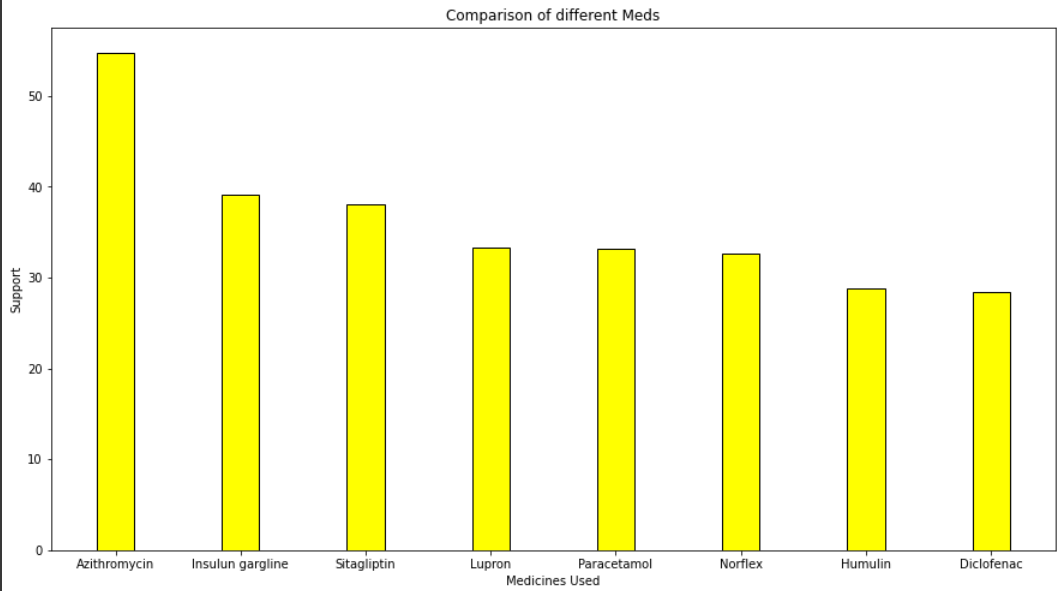 Comparison of different Meds
Support
50
40
30
20
10
0
Azithromycin Insulun gargline Sitagliptin Lupron Paracetamol Norflex Humulin Diclofenac
Medicines Used